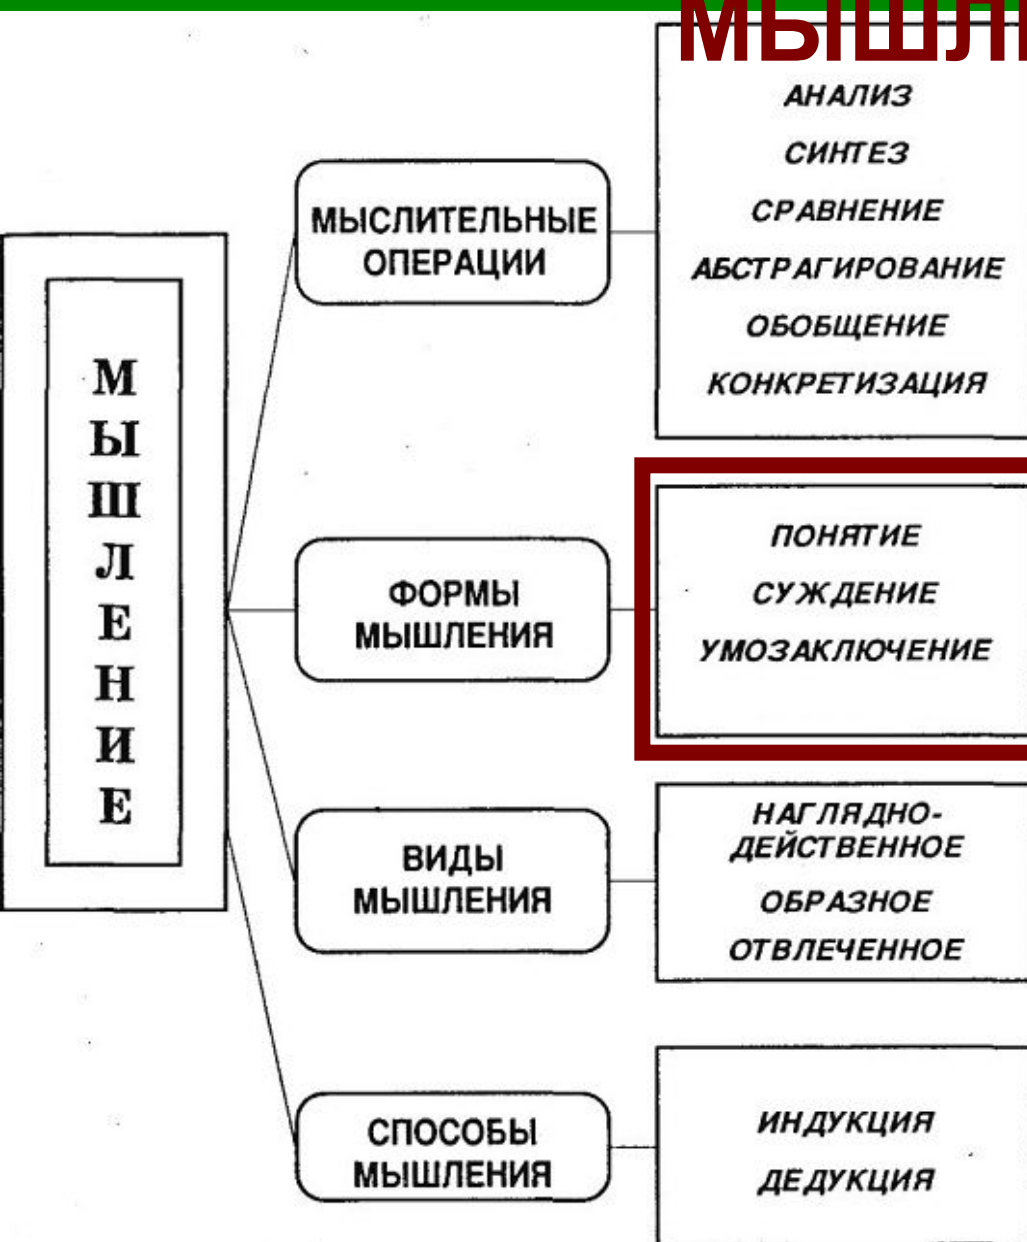 МЫШЛ
АНАЛИЗ
СИНТЕЗ
СРАВНЕНИЕ
АБСТРАГИРОВАНИЕ
ОБОБЩЕНИЕ
КОНКРЕТИЗАЦИЯ
МЫСЛИТЕЛЬНЫЕ
ОПЕРАЦИИ
МЫШЛЕНИЕ
ФОРМЫ
МЫШЛЕНИЯ
ПОНЯТИЕ
СУЖДЕНИЕ
УМОЗАКЛЮЧЕНИЕ
ВИДЫ
МЫШЛЕНИЯ
НАГЛЯДНО-
ДЕЙСТВЕННОЕ
ОБРАЗНОЕ
ОТВЛЕЧЕННОЕ
СПОСОБЫ
МЫШЛЕНИЯ
ИНДУКЦИЯ
ДЕДУКЦИЯ